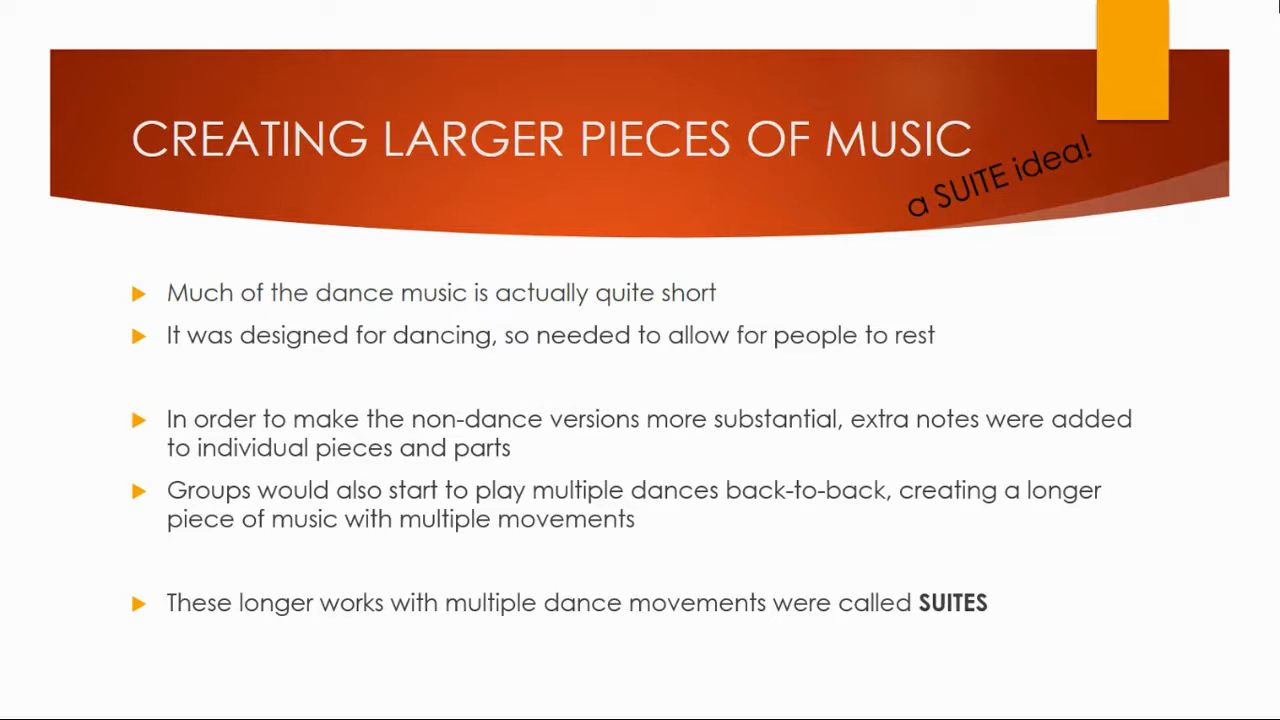 CREATING LARGER PIECES OF MUSIC
a SUITE idea!
Much of the dance music is actually quite short
It was designed for dancing, so needed to allow for people to rest
In order to make the non-dance versions more substantial, extra notes were added
to individual pieces and parts
Groups would also start to play multiple dances back-to-back, creating a longer
piece of music with multiple movements
These longer works with multiple dance movements were called SUITES